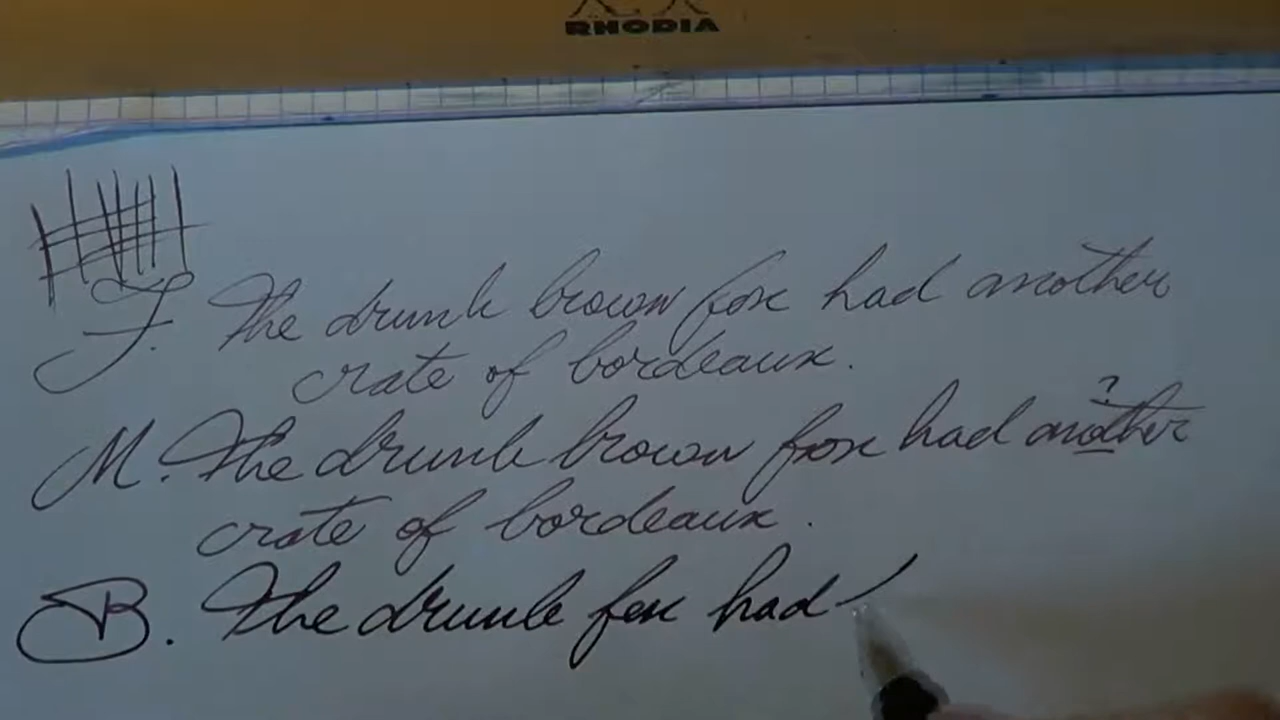 RHODIA
F. The drunk brown fox had another
crate of bordeaux.
?
M. The drunk brown fox had another
crate of bordeaux.
B. The drunk fox had